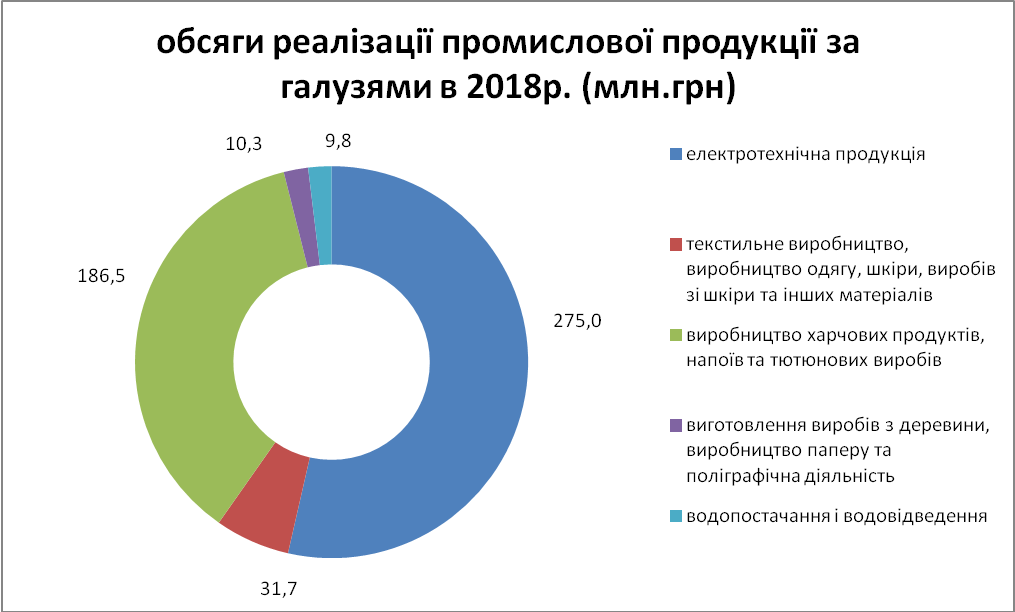 обсяги реалізації промислової продукції за
галузями в 2018р. (млн.грн)
10,3
9,8
186,5
275,0
31,7
електротехнічна продукція
текстильне виробництво,
виробництво одягу, шкіри, виробів
зі шкіри та інших матеріалів
виробництво харчових продуктів,
напоїв та тютюнових виробів
виготовлення виробів з деревини,
виробництво паперу та
поліграфічна діяльність
водопостачання і водовідведення